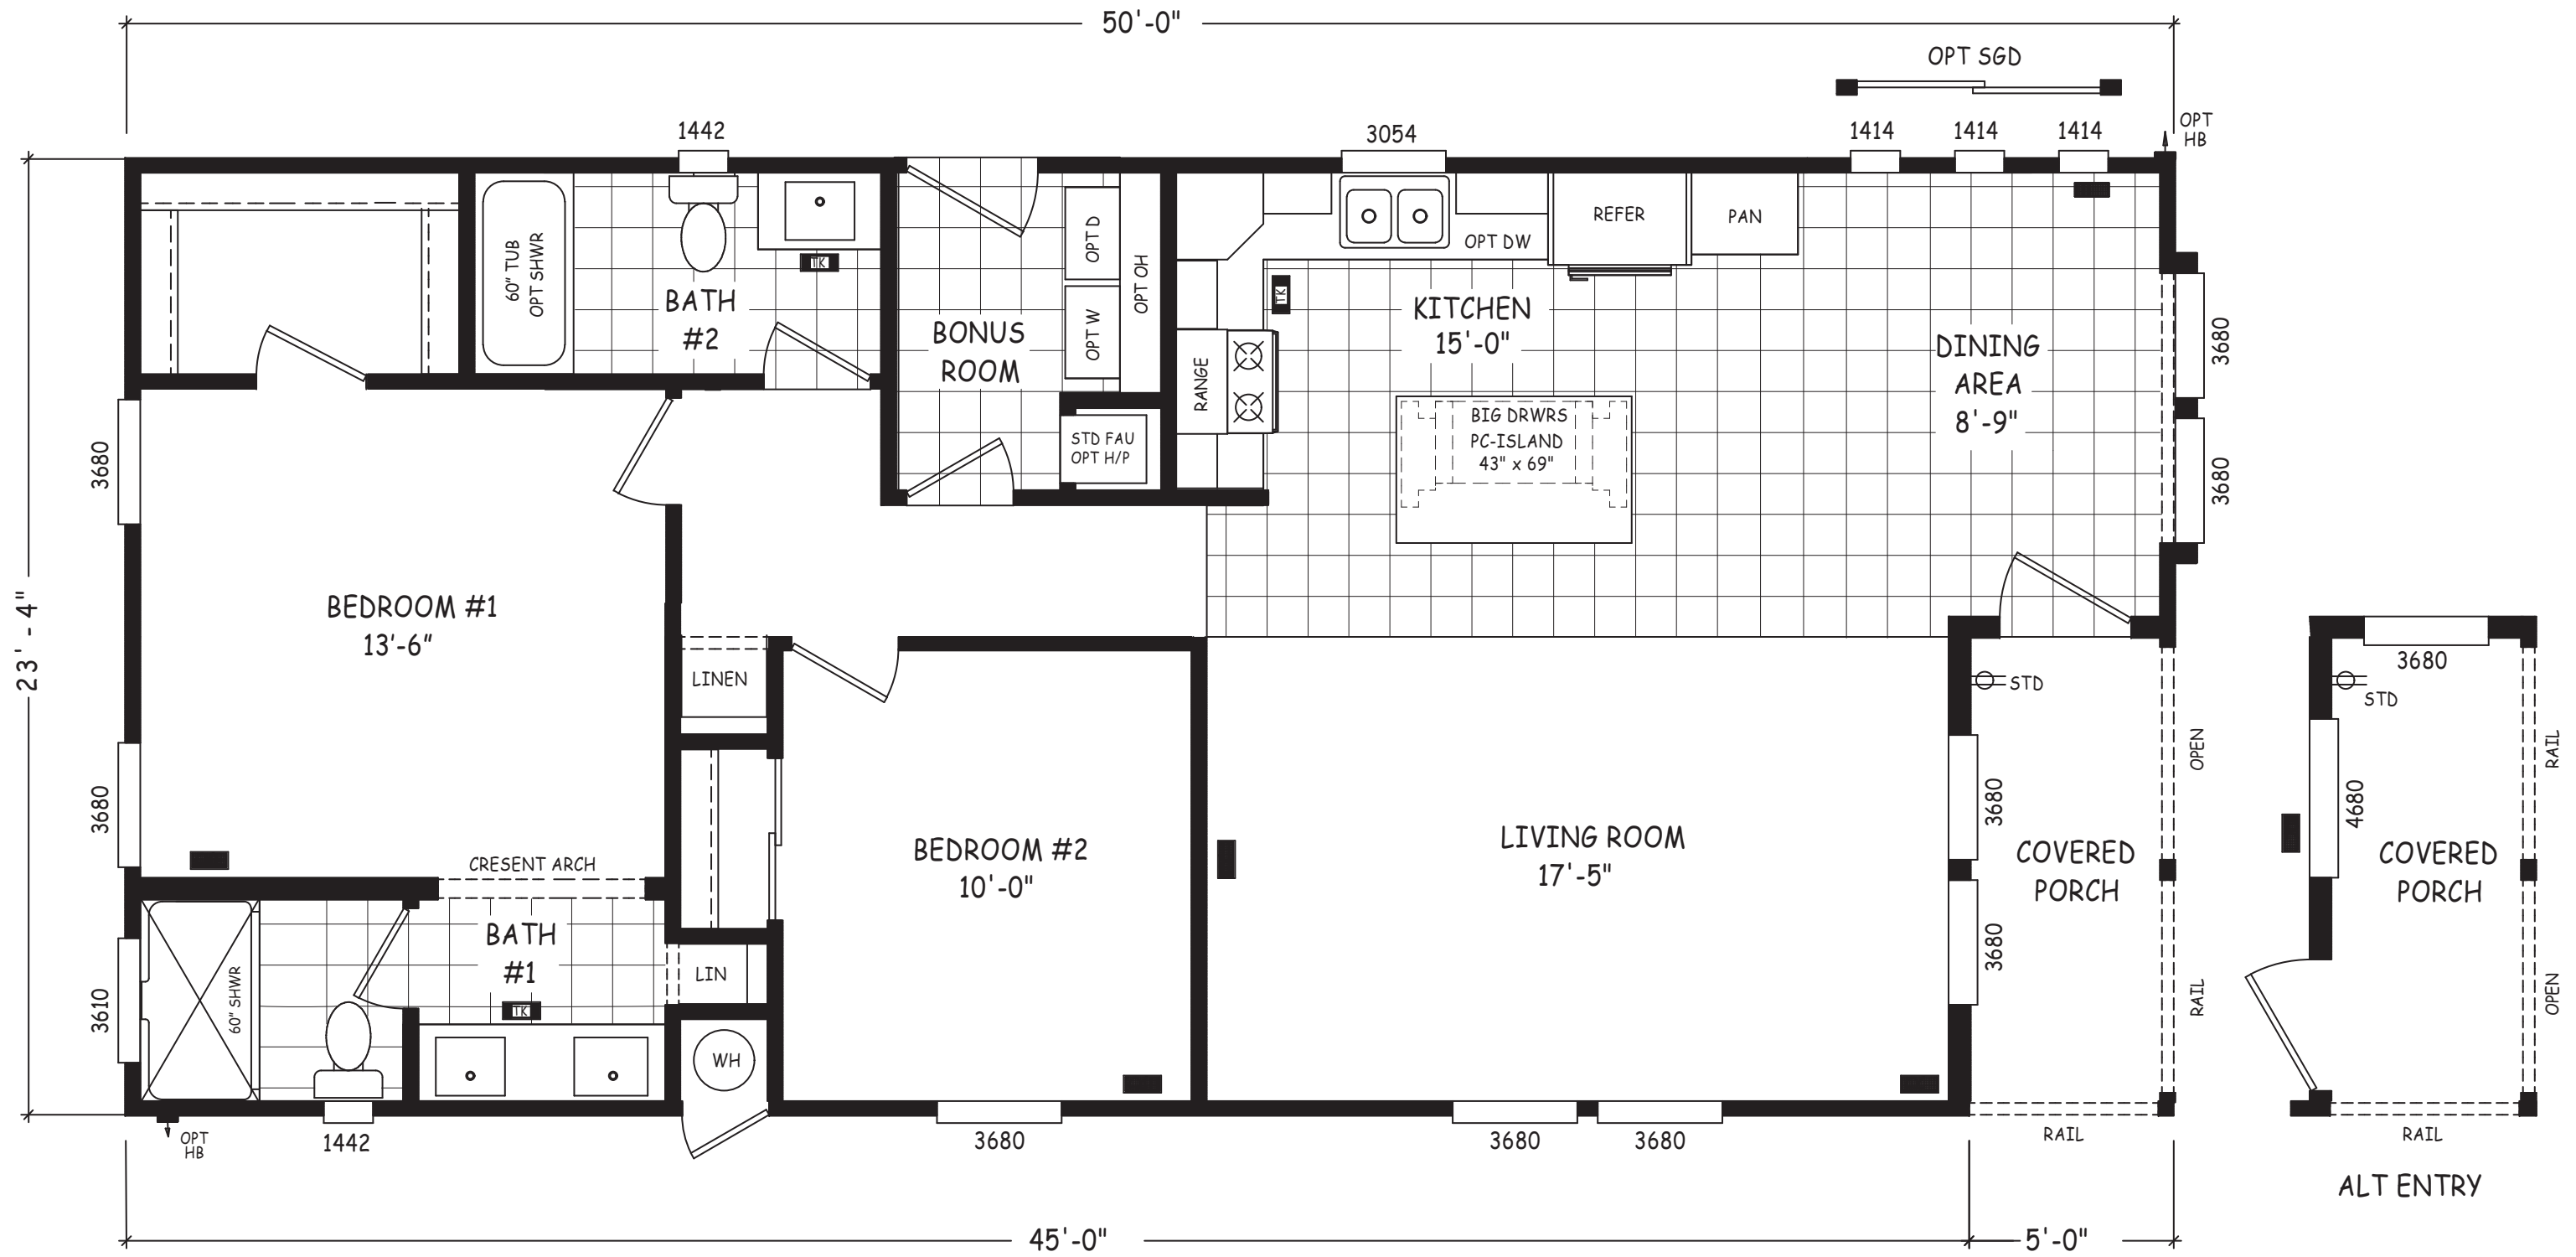 50'-0"
OPT SGD
OPT
HB
1442
3054
1414
1414
1414
60" TUB
OPT SHWR
TK
BATH
#2
BONUS
ROOM
OPT D
OPT W
OPT OH
STD FAU
OPT H/P
RANGE
TK
OPT DW
REFER
PAN
KITCHEN
15'-0"
BIG DRWRS
PC-ISLAND
43" x 69"
DINING
AREA
8'-9"
3680
3680
23'-4"
3680
3680
3610
BEDROOM #1
13'-6"
LINEN
CRESENT ARCH
BATH
#1
TK
60" SHWR
LIN
WH
BEDROOM #2
10'-0"
LIVING ROOM
17'-5"
STD
3680
3680
COVERED
PORCH
OPEN
RAIL
RAIL
3680
STD
4680
COVERED
PORCH
RAIL
OPEN
RAIL
ALT ENTRY
OPT
HB
1442
3680
3680
3680
45'-0"
5'-0"